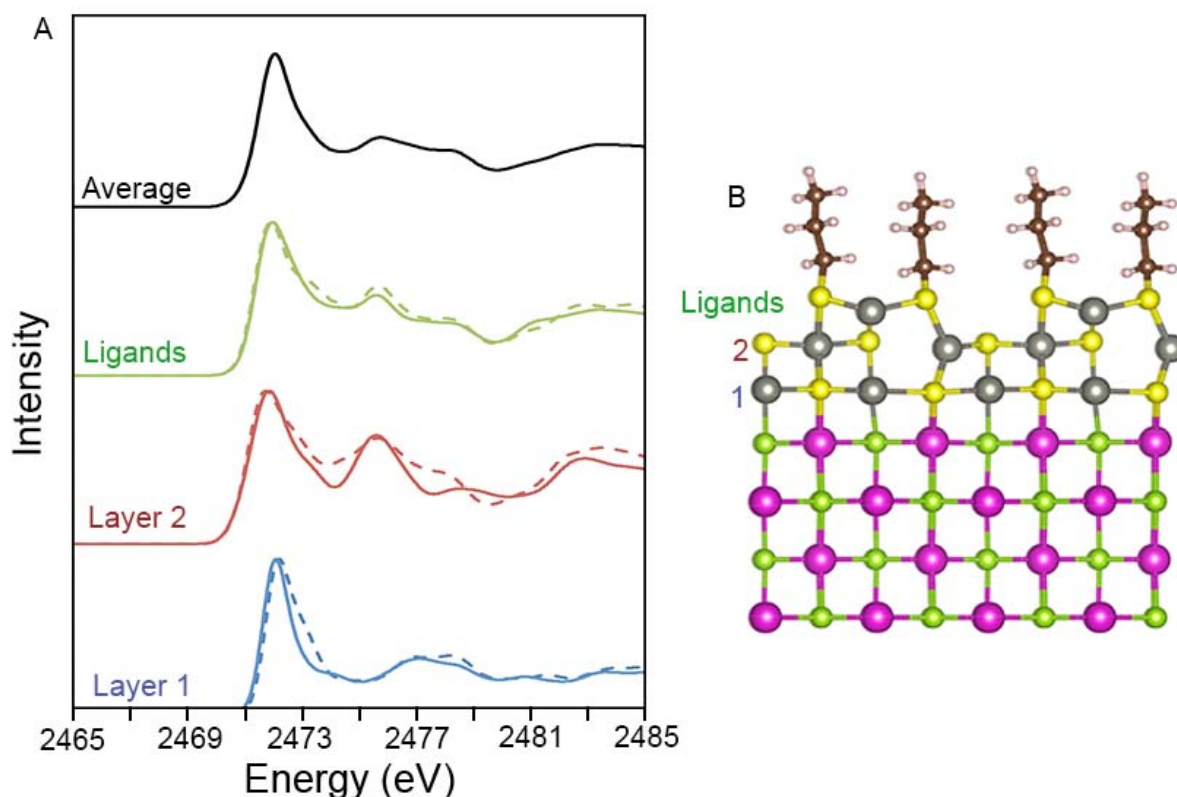 A
Average
Ligands
Layer 2
Layer 1
Intensity
2465 2469 2473 2477 2481 2485
Energy (eV)
B
Ligands
2
1